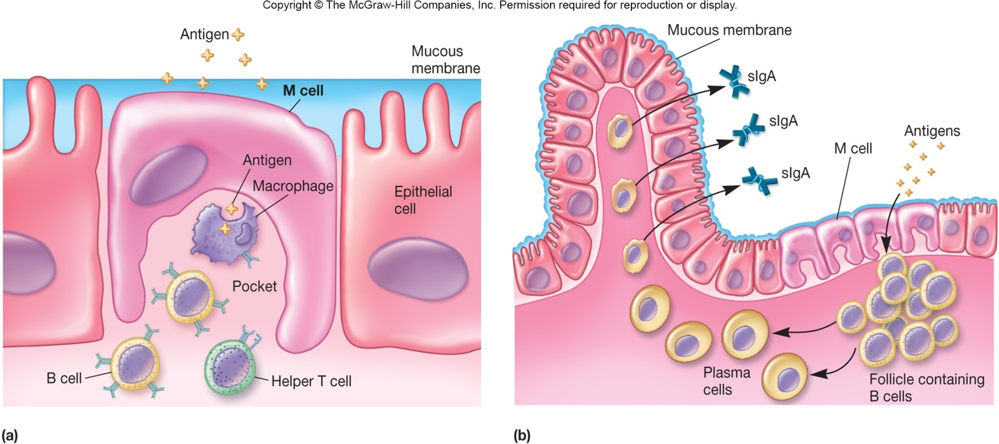 Copyright © The McGraw-Hill Companies, Inc. Permission required for reproduction or display.
Antigen
Mucous
membrane
M cell
Antigen
Macrophage
Epithelial
cell
Pocket
B cell
Helper T cell
(a)
Mucous membrane
sIgA
sIgA
sIgA
Antigens
M cell
Plasma
cells
Follicle containing
B cells
(b)